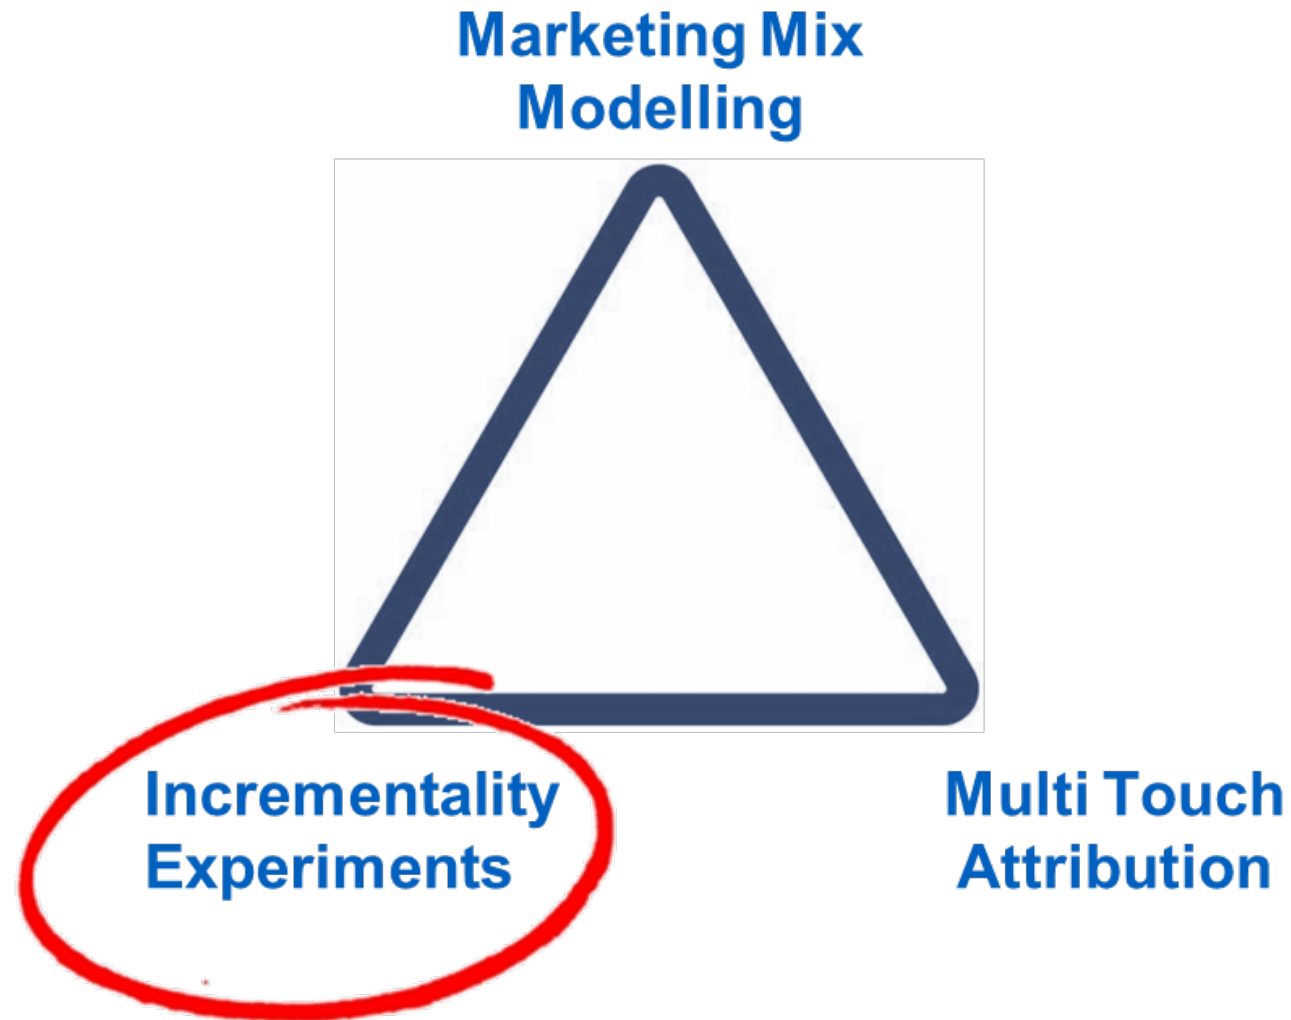 Marketing Mix
Modelling
Incrementality
Experiments
Multi Touch
Attribution